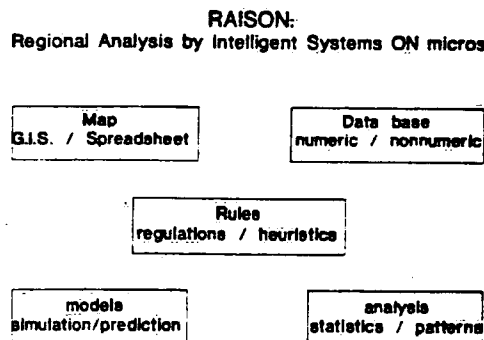 RAISON:
Regional Analysis by Intelligent Systems ON micros
Map
G.I.S. / Spreadsheet
Data base
numeric / nonnumeric
Rules
regulations / heuristics
models
simulation/prediction
analysis
statistics / patterns